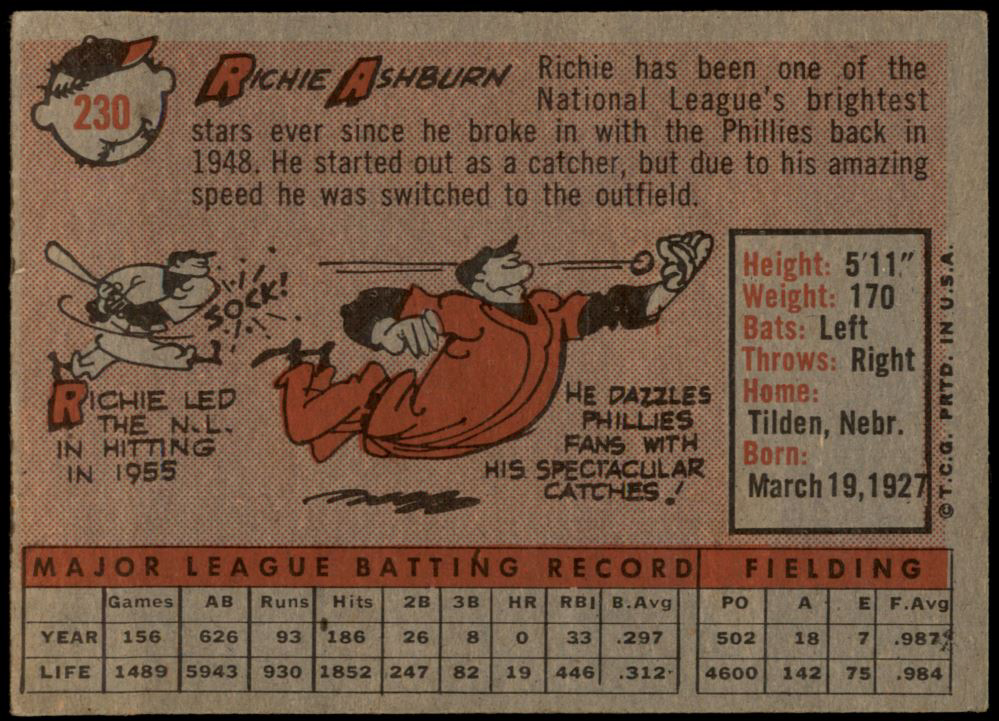 230
RICHIE ASHBURN
Richie has been one of the
National League's brightest
stars ever since he broke in with the Phillies back in
1948. He started out as a catcher, but due to his amazing
speed he was switched to the outfield.
SOCK!
RICHIE LED
THE N.L.
IN HITTING
IN 1955
HE DAZZLES
PHILLIES
FANS WITH
HIS SPECTACULAR
CATCHES!
Height: 5'11"
Weight: 170
Bats: Left
Throws: Right
Home:
Tilden, Nebr.
Born:
March 19, 1927
© T.C.G. PRTD. IN U.S.A.
MAJOR LEAGUE BATTING RECORD FIELDING
Games AB Runs Hits 2B 3B HR RBI B.Avg PO A E F.Avg
YEAR 156 626 93 186 26 8 0 33 .297 502 18 7 .987
LIFE 1489 5943 930 1852 247 82 19 446 .312 4600 142 75 .984